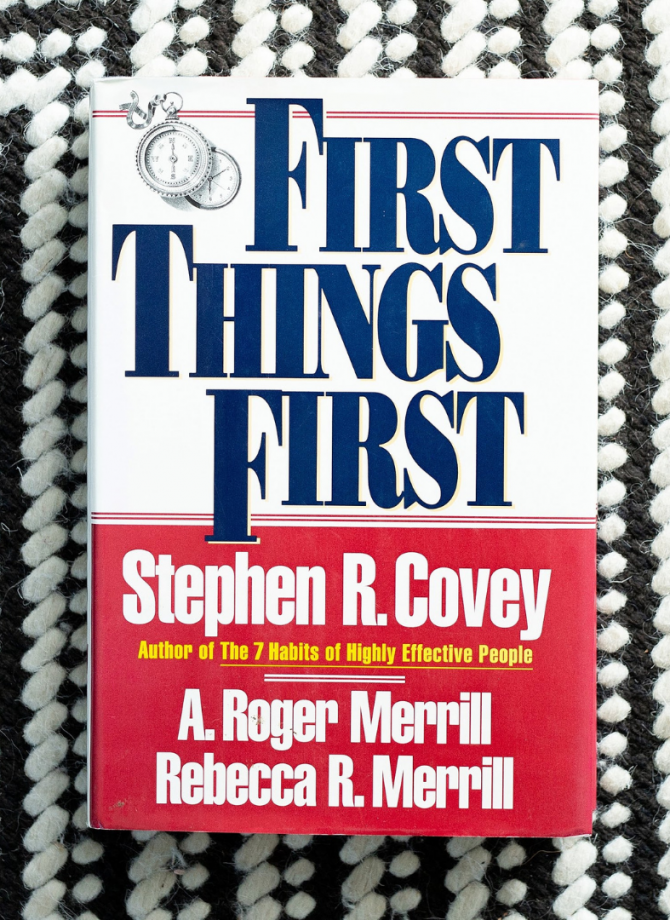 FIRST
THINGS
FIRST
Stephen R. Covey
Author of The 7 Habits of Highly Effective People
A. Roger Merrill
Rebecca R. Merrill